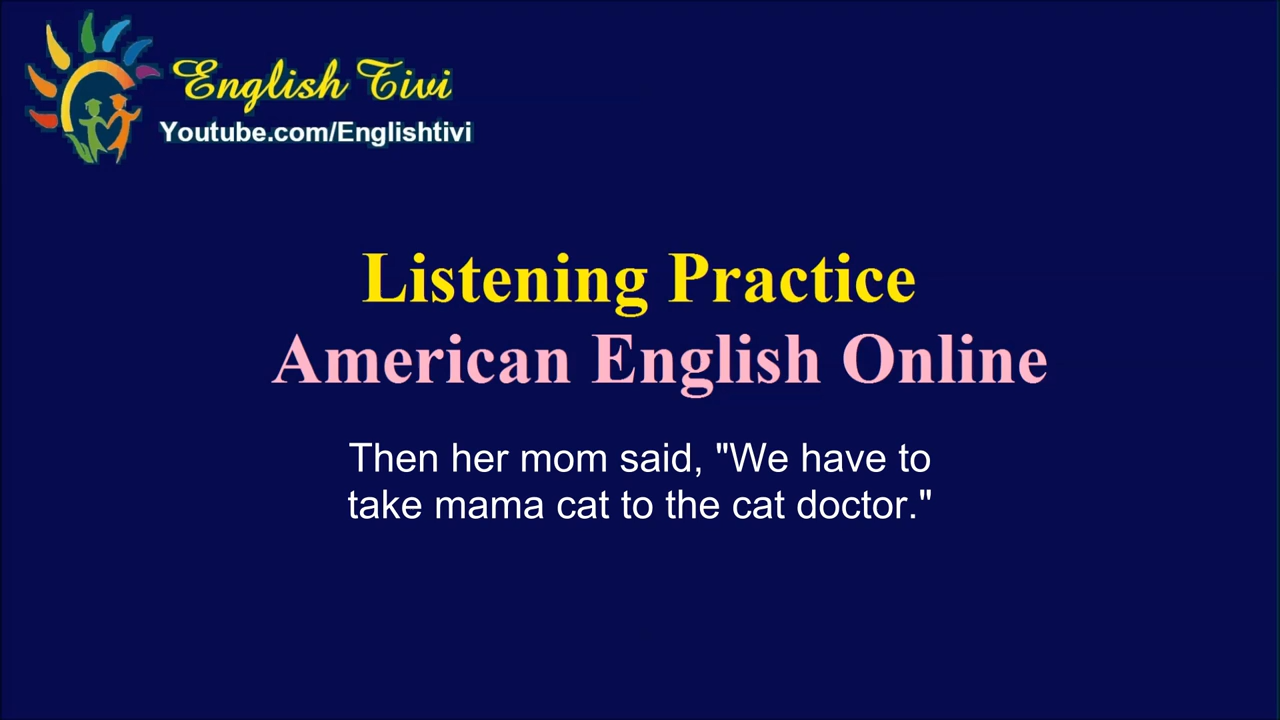 English Tivi
Youtube.com/Englishtivi
Listening Practice
American English Online
Then her mom said, "We have to
take mama cat to the cat doctor."